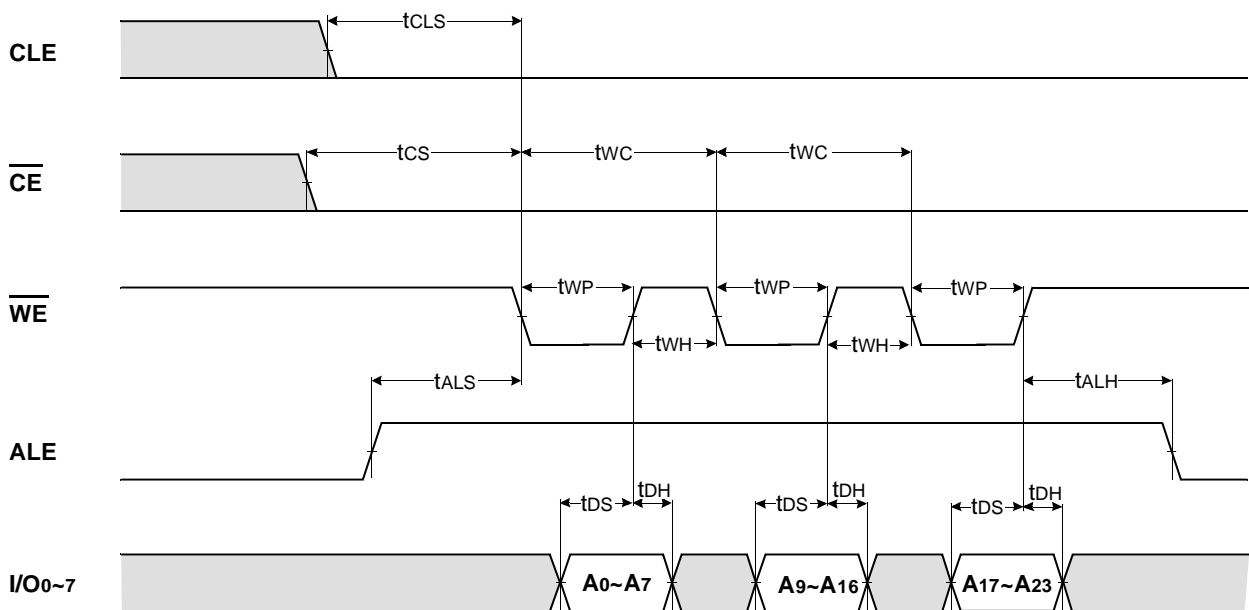 tCLS
CLE
tCS tWC tWC
CE
tWP tWP tWP
WE
tWH tWH
tALS tALH
ALE
tDS tDH tDS tDH tDS tDH
I/O0~7 A0~A7 A9~A16 A17~A23